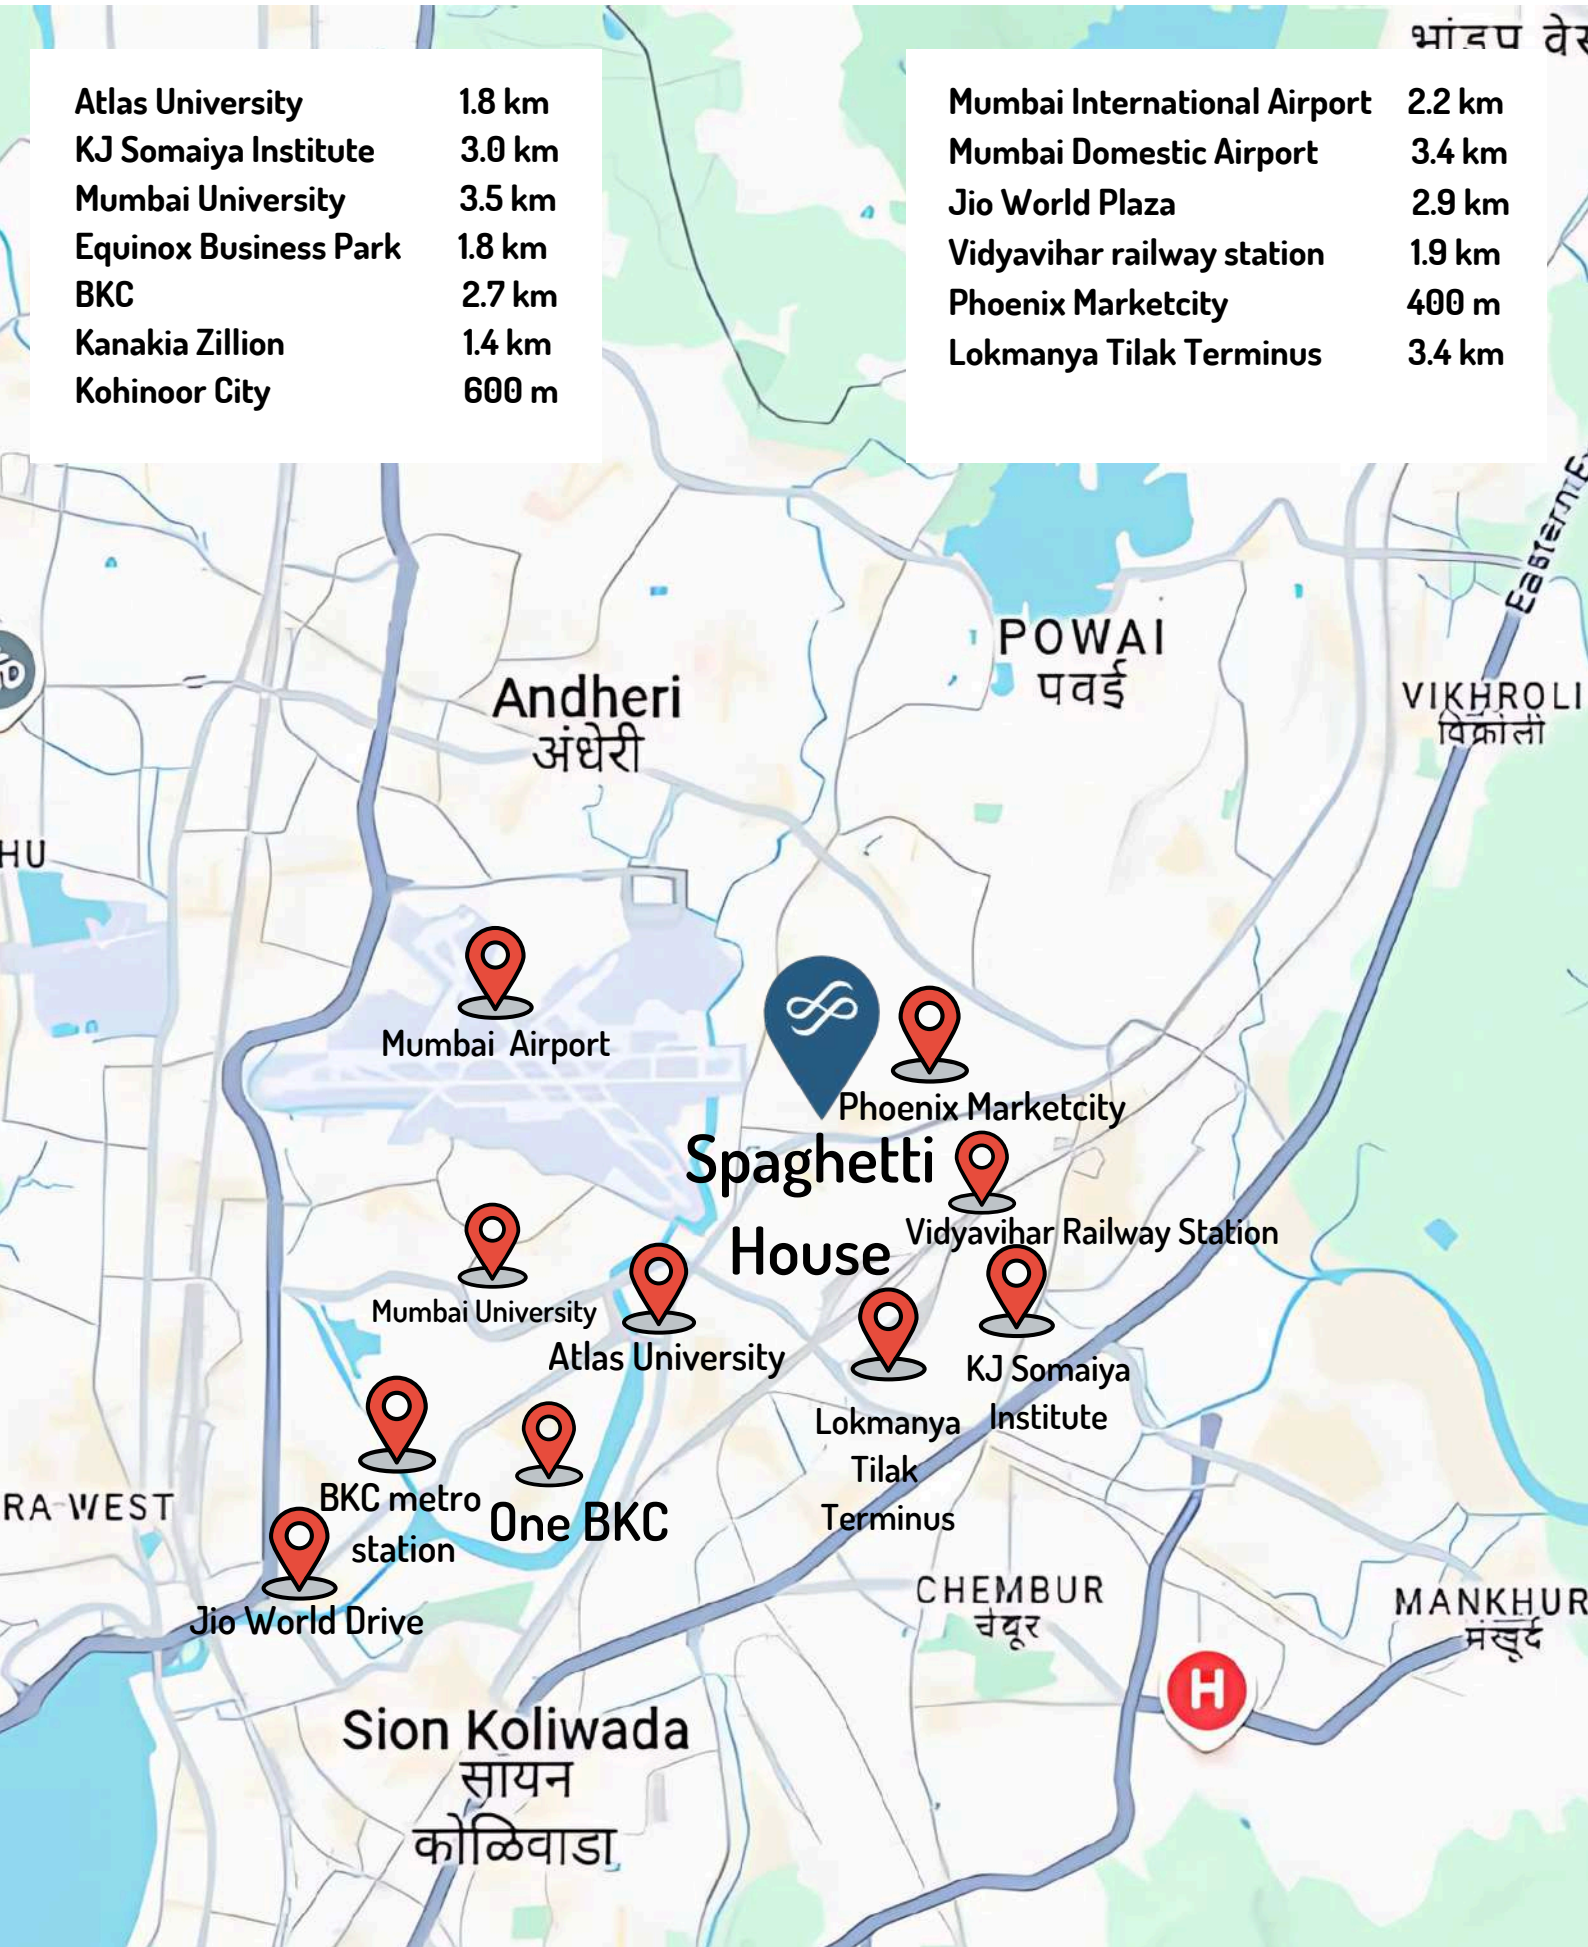 भांडुप वेस
Atlas University 1.8 km
KJ Somaiya Institute 3.0 km
Mumbai University 3.5 km
Equinox Business Park 1.8 km
BKC 2.7 km
Kanakia Zillion 1.4 km
Kohinoor City 600 m
Mumbai International Airport 2.2 km
Mumbai Domestic Airport 3.4 km
Jio World Plaza 2.9 km
Vidyavihar railway station 1.9 km
Phoenix Marketcity 400 m
Lokmanya Tilak Terminus 3.4 km
Eastern E
POWAI
पवई
Andheri
अंधेरी
VIKHROLI
विक्रोली
HU
Mumbai Airport
Phoenix Marketcity
Spaghetti
House
Vidyavihar Railway Station
Mumbai University
Atlas University
KJ Somaiya
Institute
Lokmanya
Tilak
Terminus
BKC metro
station
One BKC
RA WEST
Jio World Drive
CHEMBUR
चेंबूर
MANKHUR
मंखुर्द
H
Sion Koliwada
सायन
कोळिवाडा